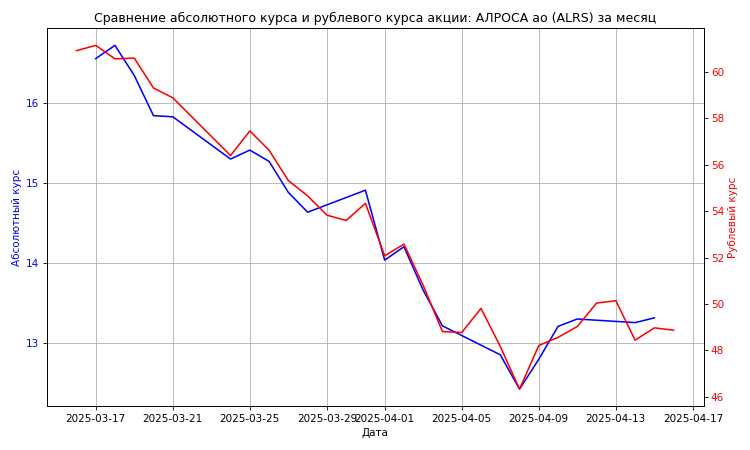 Сравнение абсолютного курса и рублевого курса акции: АЛРОСА ао (ALRS) за месяц
Абсолютный курс
16
15
14
13
60
58
56
54
52
50
48
46
Рублевый курс
2025-03-17 2025-03-21 2025-03-25 2025-03-29 2025-04-01 2025-04-05 2025-04-09 2025-04-13 2025-04-17
Дата